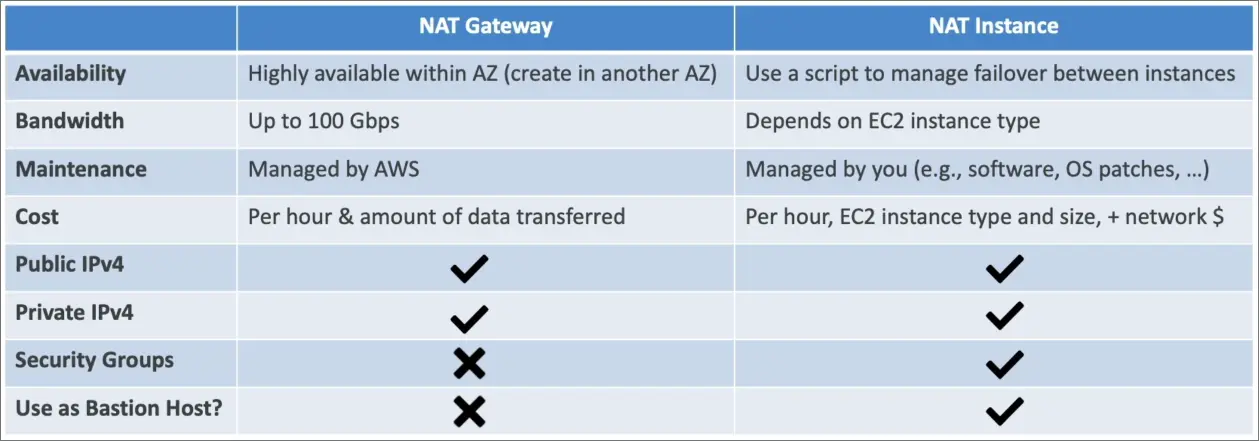 NAT Gateway NAT Instance
Availability Highly available within AZ (create in another AZ) Use a script to manage failover between instances
Bandwidth Up to 100 Gbps Depends on EC2 instance type
Maintenance Managed by AWS Managed by you (e.g., software, OS patches, …)
Cost Per hour & amount of data transferred Per hour, EC2 instance type and size, + network $
Public IPv4 ✔ ✔
Private IPv4 ✔ ✔
Security Groups ✖ ✔
Use as Bastion Host? ✖ ✔